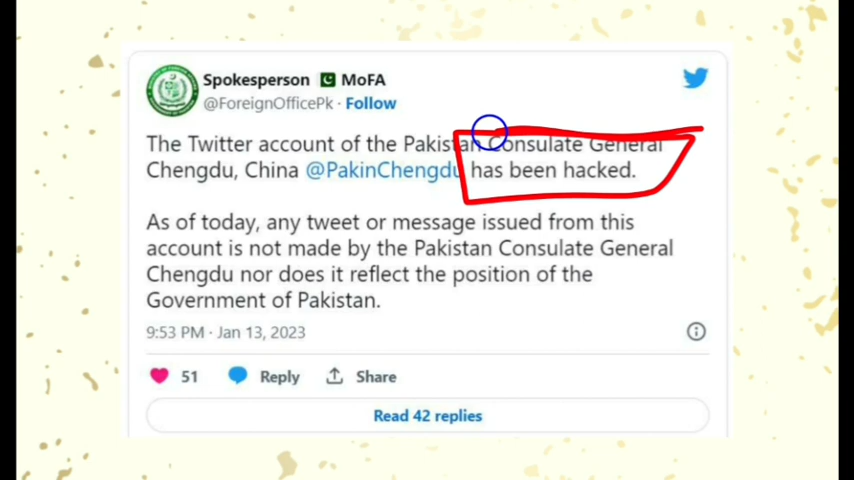 Spokesperson 🇵🇰 MoFA
@ForeignOfficePk · Follow
The Twitter account of the Pakistan Consulate General
Chengdu, China @PakinChengdu has been hacked.
As of today, any tweet or message issued from this
account is not made by the Pakistan Consulate General
Chengdu nor does it reflect the position of the
Government of Pakistan.
9:53 PM · Jan 13, 2023
51 Reply Share
Read 42 replies